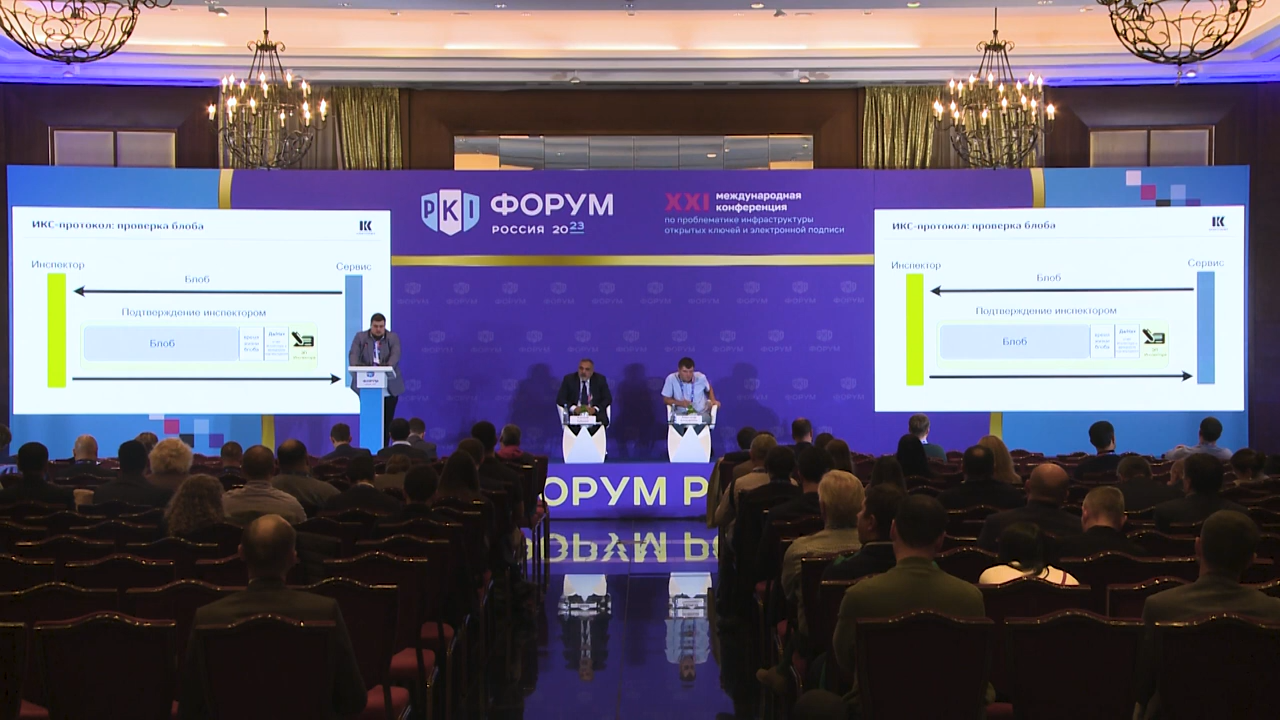 PKI
ФОРУМ
РОССИЯ 2023
XXI международная
конференция
по проблематике инфраструктуры
открытых ключей и электронной подписи
ИКС-протокол: проверка блоба
Инспектор
Сервис
Блоб
Подтверждение инспектором
Блоб
ИКС-протокол: проверка блоба
Инспектор
Сервис
Блоб
Подтверждение инспектором
Блоб
ОРУМ P